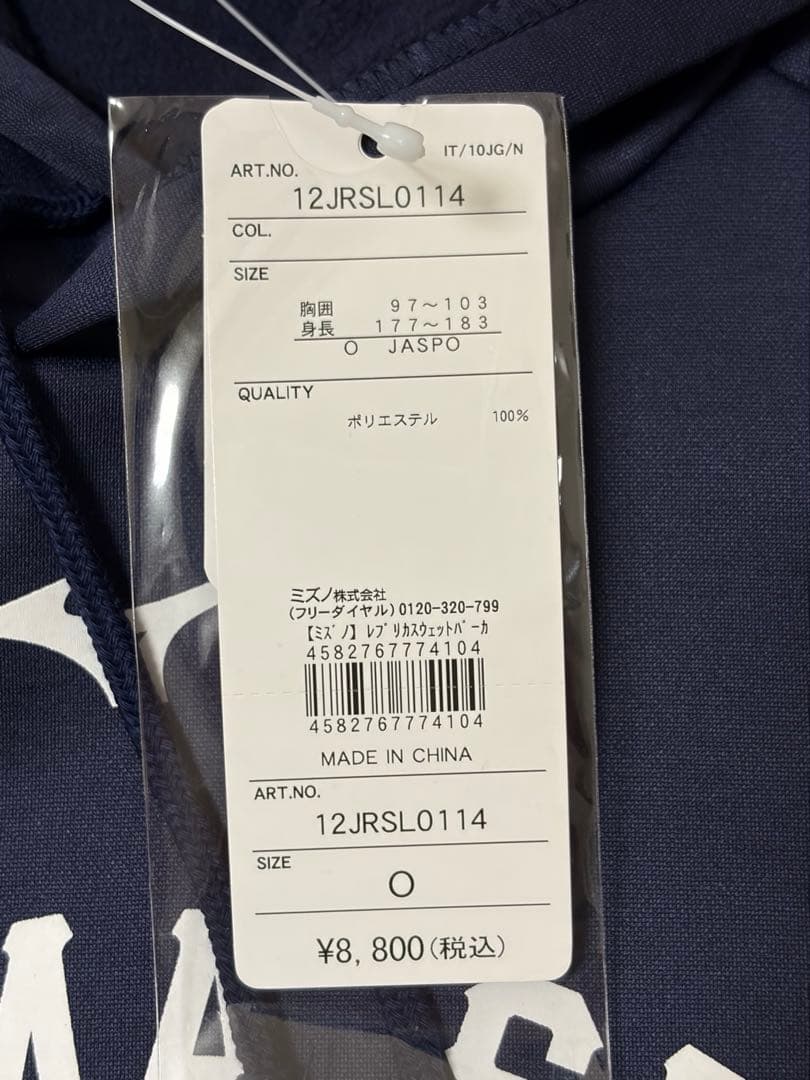 IT/10JG/N
ART.NO.
12JRSL0114
COL.
SIZE
胸囲 97～103
身長 177～183
O JASPO
QUALITY
ポリエステル 100%
ミズノ株式会社
(フリーダイヤル)0120-320-799
【ﾐｽﾞﾉ】ﾚﾌﾟﾘｶｽｳｪｯﾄﾊﾟｰｶ
4582767774104
4582767774104
MADE IN CHINA
ART.NO.
12JRSL0114
SIZE
O
¥8,800(税込)